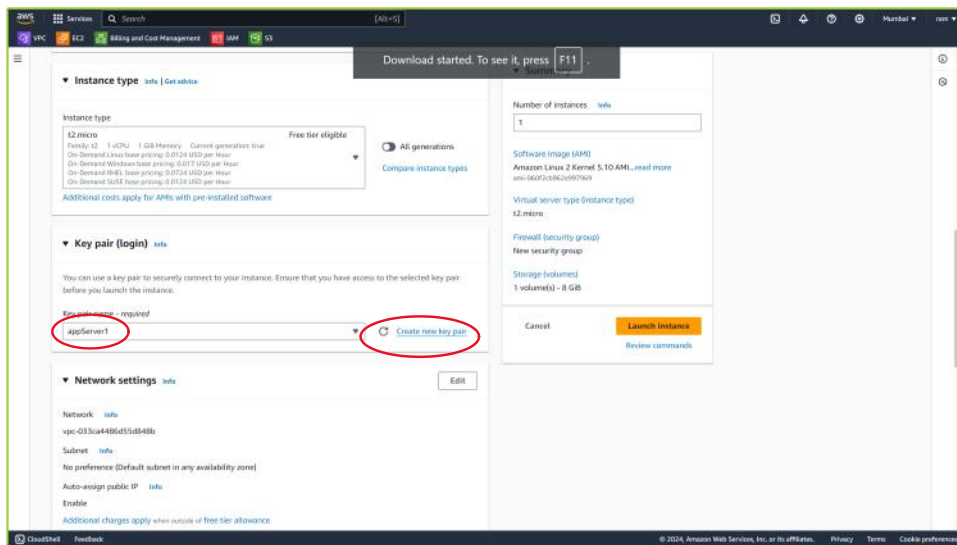 aws
Services
Search
[Alt+S]
Mumbai
VPC
EC2
Billing and Cost Management
IAM
S3
Download started. To see it, press F11 .
Instance type Info | Get advice
Instance type
t2.micro Free tier eligible
Family: t2 1 vCPU 1 GiB Memory Current generation: true
On-Demand Linux base pricing: 0.0124 USD per Hour
On-Demand Windows base pricing: 0.017 USD per Hour
On-Demand RHEL base pricing: 0.0724 USD per Hour
On-Demand SUSE base pricing: 0.0124 USD per Hour
All generations
Compare instance types
Additional costs apply for AMIs with pre-installed software
Key pair (login) Info
You can use a key pair to securely connect to your instance. Ensure that you have access to the selected key pair
before you launch the instance.
Key pair name - required
appServer1
Create new key pair
Network settings Info
Edit
Network Info
vpc-033ca4486d55d848b
Subnet Info
No preference (Default subnet in any availability zone)
Auto-assign public IP Info
Enable
Additional charges apply when outside of free tier allowance
Summary
Number of instances Info
1
Software Image (AMI)
Amazon Linux 2 Kernel 5.10 AMI...read more
Virtual server type (instance type)
t2.micro
Firewall (security group)
New security group
Storage (volumes)
1 volume(s) - 8 GiB
Cancel
Launch instance
Review commands
CloudShell Feedback
© 2024, Amazon Web Services, Inc. or its affiliates. Privacy Terms Cookie preferences